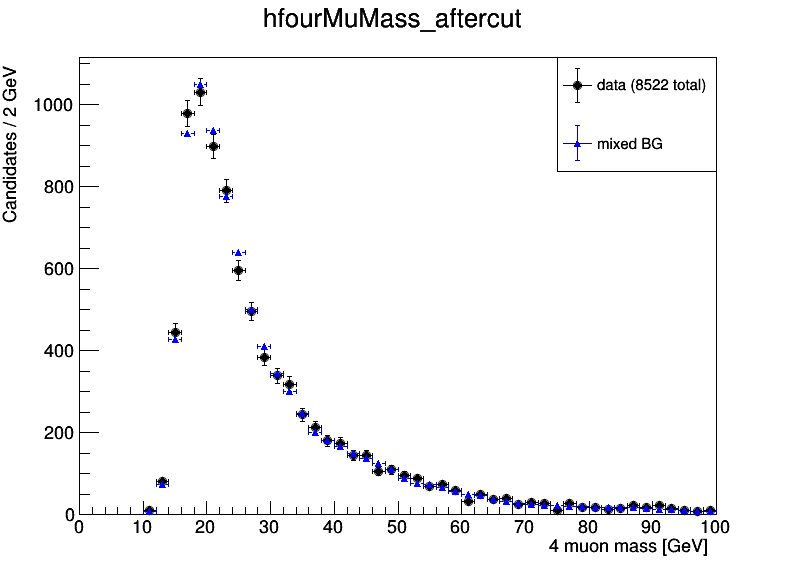 hfourMuMass_aftercut
Candidates / 2 GeV
data (8522 total)
mixed BG
1000
800
600
400
200
0
0 10 20 30 40 50 60 70 80 90 100
4 muon mass [GeV]